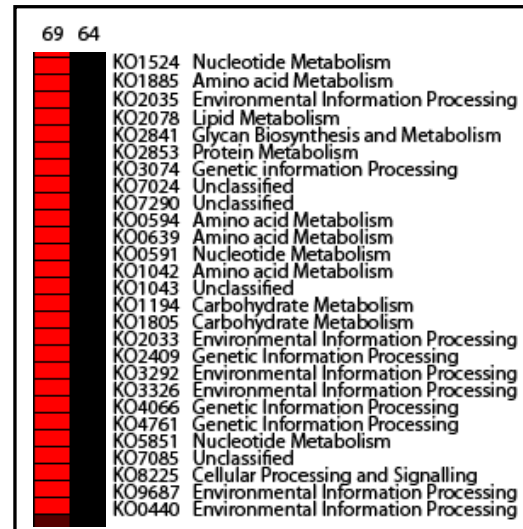 69 64
KO1524 Nucleotide Metabolism
KO1885 Amino acid Metabolism
KO2035 Environmental Information Processing
KO2078 Lipid Metabolism
KO2841 Glycan Biosynthesis and Metabolism
KO2853 Protein Metabolism
KO3074 Genetic information Processing
KO7024 Unclassified
KO7290 Unclassified
KO0594 Amino acid Metabolism
KO0639 Amino acid Metabolism
KO0591 Nucleotide Metabolism
KO1042 Amino acid Metabolism
KO1043 Unclassified
KO1194 Carbohydrate Metabolism
KO1805 Carbohydrate Metabolism
KO2033 Environmental Information Processing
KO2409 Genetic Information Processing
KO3292 Environmental Information Processing
KO3326 Environmental Information Processing
KO4066 Genetic Information Processing
KO4761 Genetic Information Processing
KO5851 Nucleotide Metabolism
KO7085 Unclassified
KO8225 Cellular Processing and Signalling
KO9687 Environmental Information Processing
KO0440 Environmental Information Processing